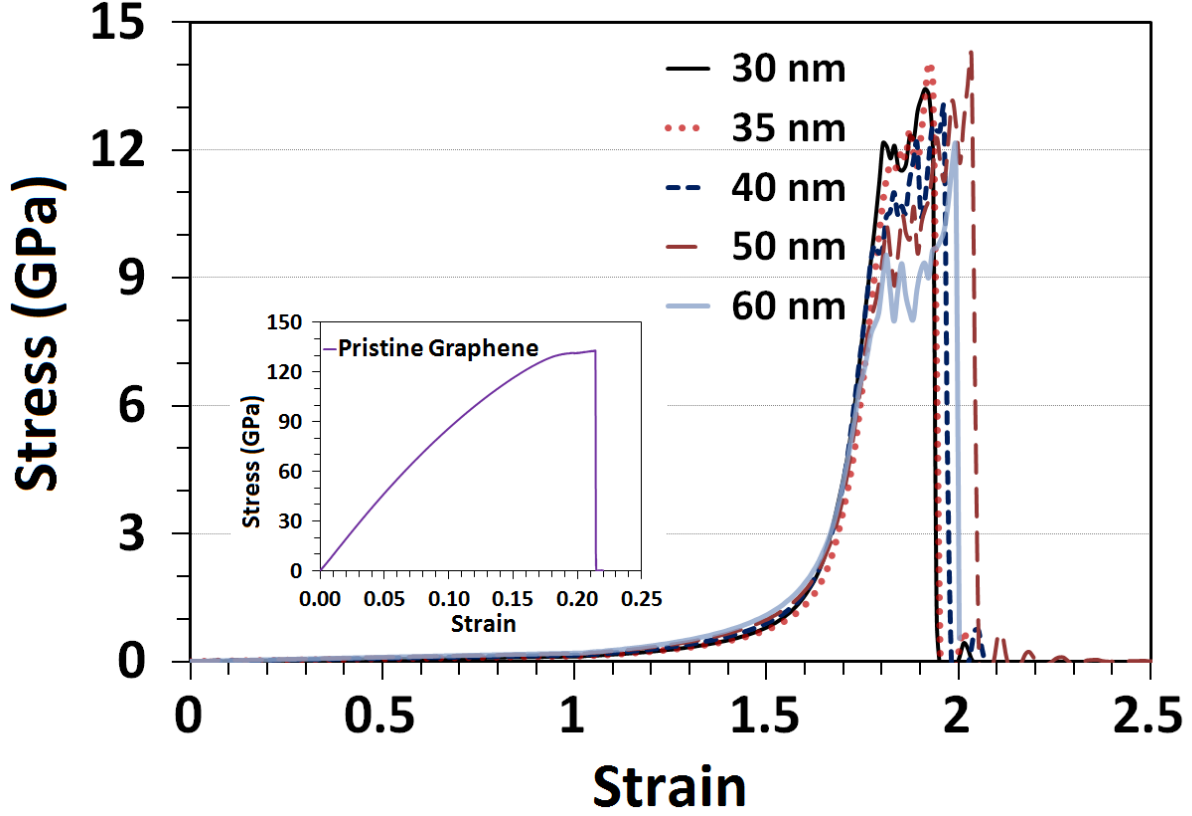 15
12
9
6
3
0
Stress (GPa)
30 nm
35 nm
40 nm
50 nm
60 nm
150
120
90
60
30
0
Stress (GPa)
Pristine Graphene
0.00 0.05 0.10 0.15 0.20 0.25
Strain
0 0.5 1 1.5 2 2.5
Strain